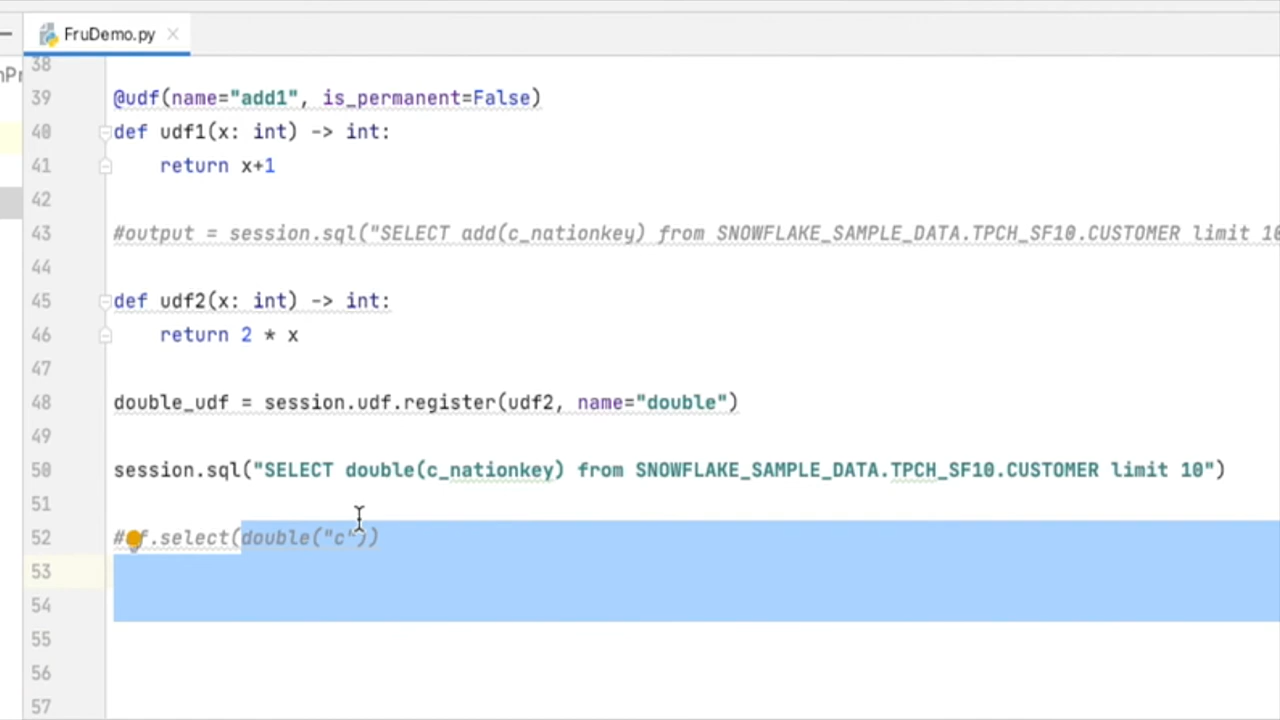 FruDemo.py
nPr
38
39 @udf(name="add1", is_permanent=False)
40 def udf1(x: int) -> int:
41 return x+1
42
43 #output = session.sql("SELECT add(c_nationkey) from SNOWFLAKE_SAMPLE_DATA.TPCH_SF10.CUSTOMER limit 10
44
45 def udf2(x: int) -> int:
46 return 2 * x
47
48 double_udf = session.udf.register(udf2, name="double")
49
50 session.sql("SELECT double(c_nationkey) from SNOWFLAKE_SAMPLE_DATA.TPCH_SF10.CUSTOMER limit 10")
51
52 # f.select(double("c"))
53
54
55
56
57